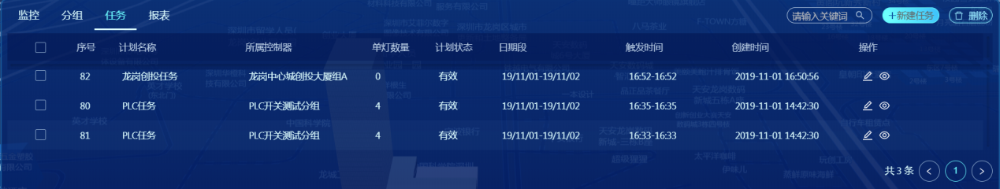 监控 分组 任务 报表 请输入关键词 +新建任务 删除
序号 计划名称 所属控制器 单灯数量 计划状态 日期段 触发时间 创建时间 操作
82 龙岗创投任务 龙岗中心城创投大厦组A 0 有效 19/11/01-19/11/02 16:52-16:52 2019-11-01 16:50:56
80 PLC任务 PLC开关测试分组 4 有效 19/11/01-19/11/02 16:35-16:35 2019-11-01 14:42:30
81 PLC任务 PLC开关测试分组 4 有效 19/11/01-19/11/02 16:33-16:33 2019-11-01 14:42:30
共 3 条 < 1 >